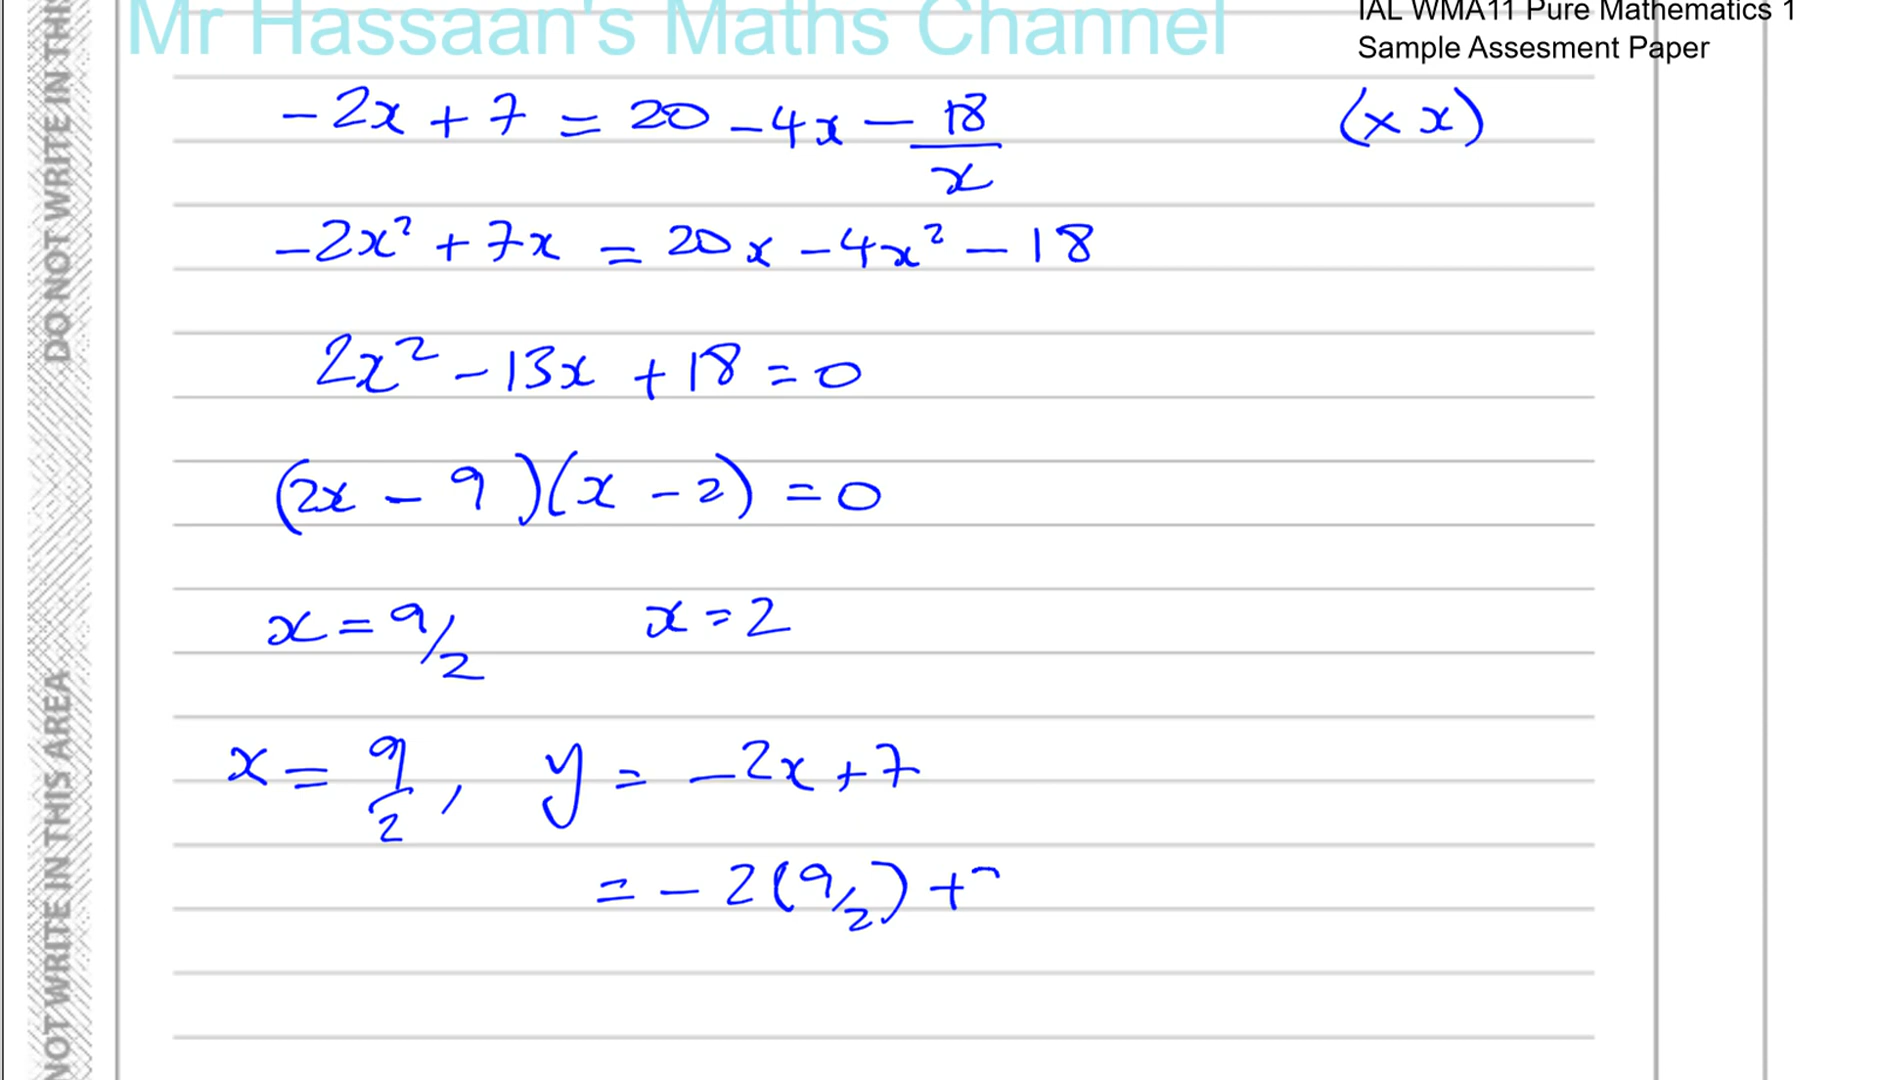 Mr Hassaan's Maths Channel
IAL WMA11 Pure Mathematics 1
Sample Assesment Paper
-2x + 7 = 20 - 4x - 18/x (× x)
-2x² + 7x = 20x - 4x² - 18
2x² - 13x + 18 = 0
(2x - 9)(x - 2) = 0
x = 9/2 x = 2
x = 9/2, y = -2x + 7
= -2(9/2) +
DO NOT WRITE IN THI
NOT WRITE IN THIS AREA